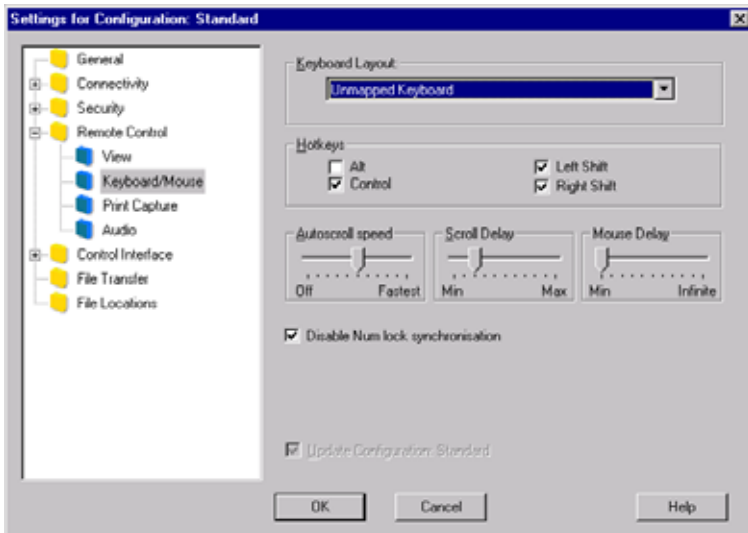 Settings for Configuration: Standard
General
Connectivity
Security
Remote Control
View
Keyboard/Mouse
Print Capture
Audio
Control Interface
File Transfer
File Locations
Keyboard Layout:
Unmapped Keyboard
Hotkeys
Alt
Control
Left Shift
Right Shift
Autoscroll speed
Off Fastest
Scroll Delay
Min Max
Mouse Delay
Min Infinite
Disable Num lock synchronisation
Update Configuration: Standard
OK Cancel Help